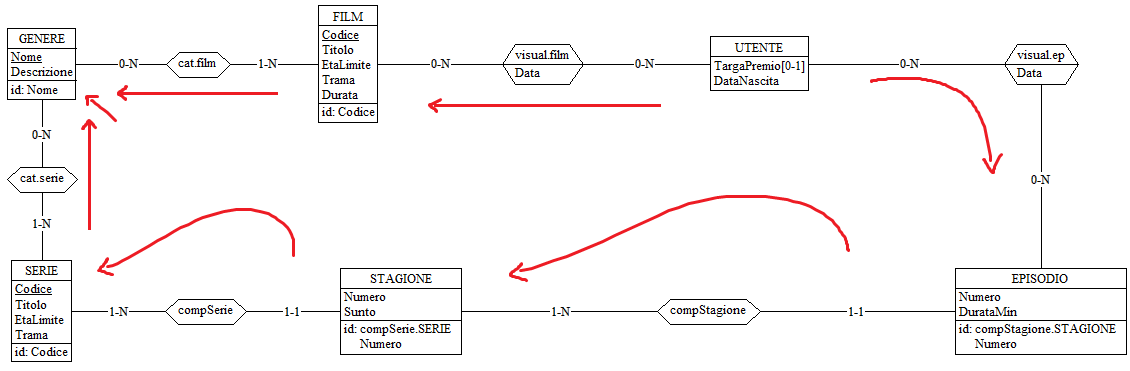 GENERE
Nome
Descrizione
id: Nome
0-N
cat.film
1-N
FILM
Codice
Titolo
EtaLimite
Trama
Durata
id: Codice
0-N
visual.film
Data
0-N
UTENTE
TargaPremio[0-1]
DataNascita
0-N
visual.ep
Data
0-N
0-N
cat.serie
1-N
SERIE
Codice
Titolo
EtaLimite
Trama
id: Codice
1-N
compSerie
1-1
STAGIONE
Numero
Sunto
id: compSerie.SERIE
Numero
1-N
compStagione
1-1
EPISODIO
Numero
DurataMin
id: compStagione.STAGIONE
Numero